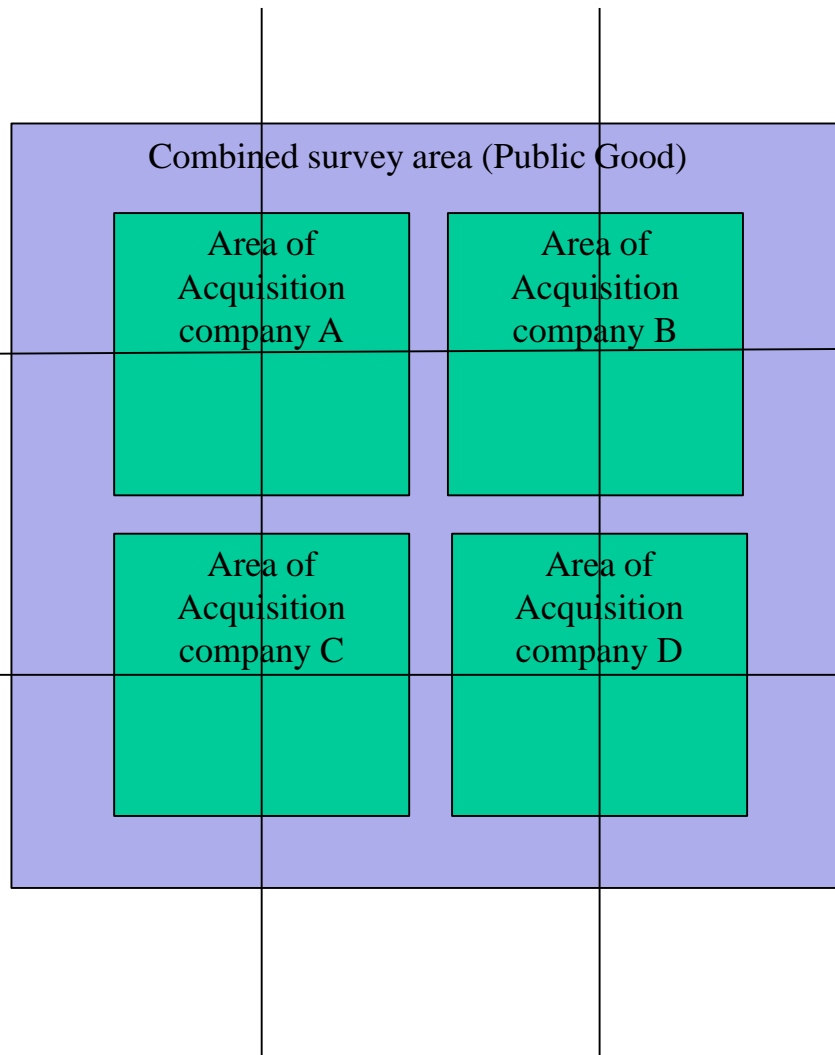 Combined survey area (Public Good)
Area of
Acquisition
company A
Area of
Acquisition
company B
Area of
Acquisition
company C
Area of
Acquisition
company D